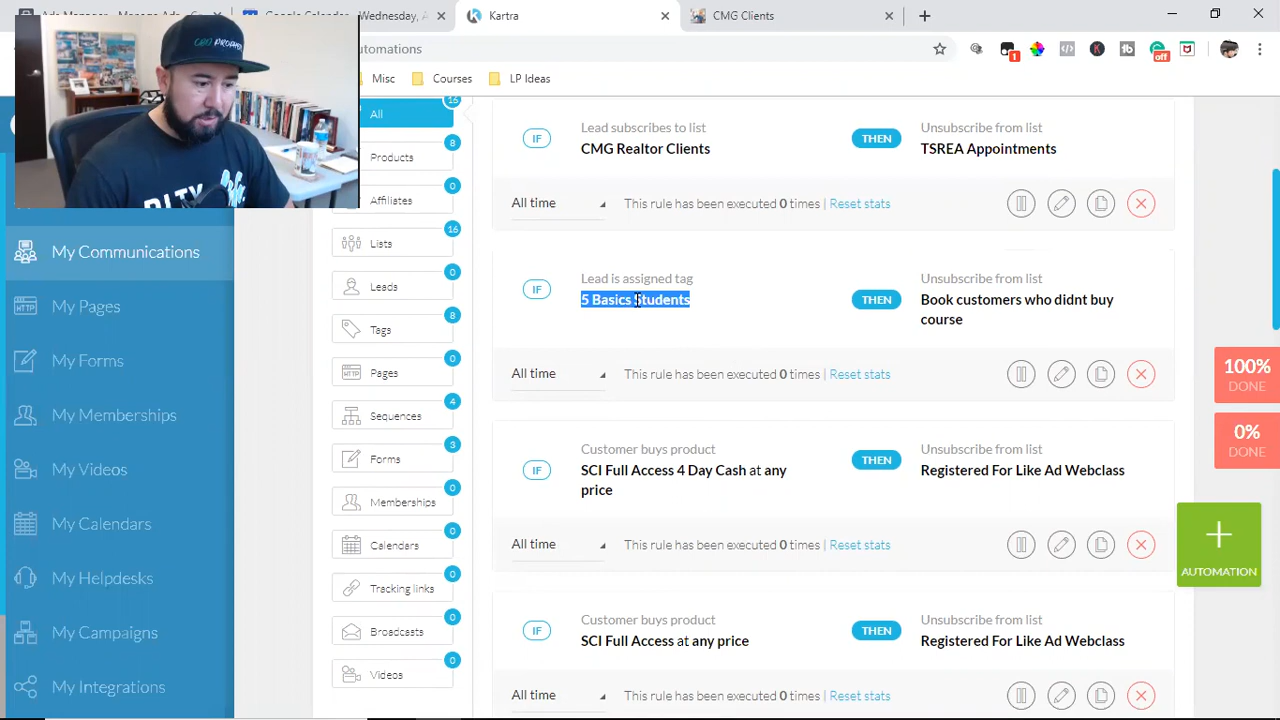 Wednesday, A
Kartra
CMG Clients
utomations
Misc
Courses
LP Ideas
1
off
CEO PROPHET
DLTY
My Communications
My Pages
My Forms
My Memberships
My Videos
My Calendars
My Helpdesks
My Campaigns
My Integrations
All
16
Products
8
Affiliates
0
Lists
16
Leads
0
Tags
8
Pages
0
Sequences
4
Forms
3
Memberships
0
Calendars
0
Tracking links
0
Broadcasts
0
Videos
0
IF
Lead subscribes to list
CMG Realtor Clients
THEN
Unsubscribe from list
TSREA Appointments
All time
This rule has been executed 0 times | Reset stats
IF
Lead is assigned tag
5 Basics Students
THEN
Unsubscribe from list
Book customers who didnt buy
course
All time
This rule has been executed 0 times | Reset stats
IF
Customer buys product
SCI Full Access 4 Day Cash at any
price
THEN
Unsubscribe from list
Registered For Like Ad Webclass
All time
This rule has been executed 0 times | Reset stats
IF
Customer buys product
SCI Full Access at any price
THEN
Unsubscribe from list
Registered For Like Ad Webclass
All time
This rule has been executed 0 times | Reset stats
100%
DONE
0%
DONE
AUTOMATION